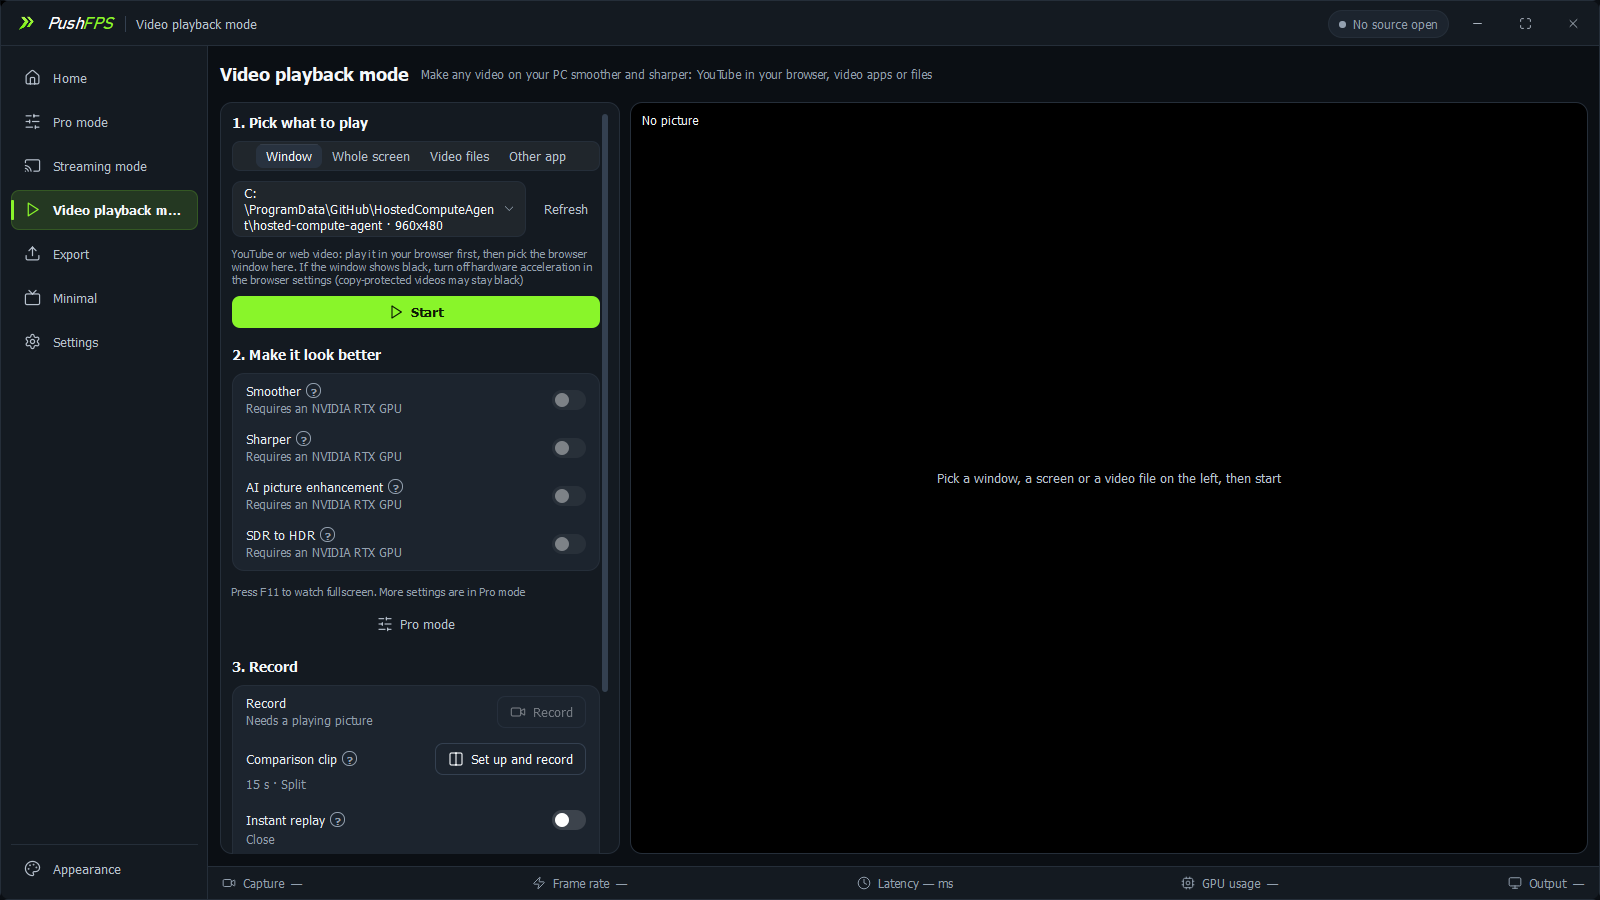 PushFPS
Video playback mode
No source open
Home
Pro mode
Streaming mode
Video playback m...
Export
Minimal
Settings
Appearance
Video playback mode
Make any video on your PC smoother and sharper: YouTube in your browser, video apps or files
1. Pick what to play
Window
Whole screen
Video files
Other app
C:
\ProgramData\GitHub\HostedComputeAgen
t\hosted-compute-agent · 960x480
Refresh
YouTube or web video: play it in your browser first, then pick the browser
window here. If the window shows black, turn off hardware acceleration in
the browser settings (copy-protected videos may stay black)
Start
2. Make it look better
Smoother ?
Requires an NVIDIA RTX GPU
Sharper ?
Requires an NVIDIA RTX GPU
AI picture enhancement ?
Requires an NVIDIA RTX GPU
SDR to HDR ?
Requires an NVIDIA RTX GPU
Press F11 to watch fullscreen. More settings are in Pro mode
Pro mode
3. Record
Record
Needs a playing picture
Record
Comparison clip ?
15 s · Split
Set up and record
Instant replay ?
Close
No picture
Pick a window, a screen or a video file on the left, then start
Capture —
Frame rate —
Latency — ms
GPU usage —
Output —